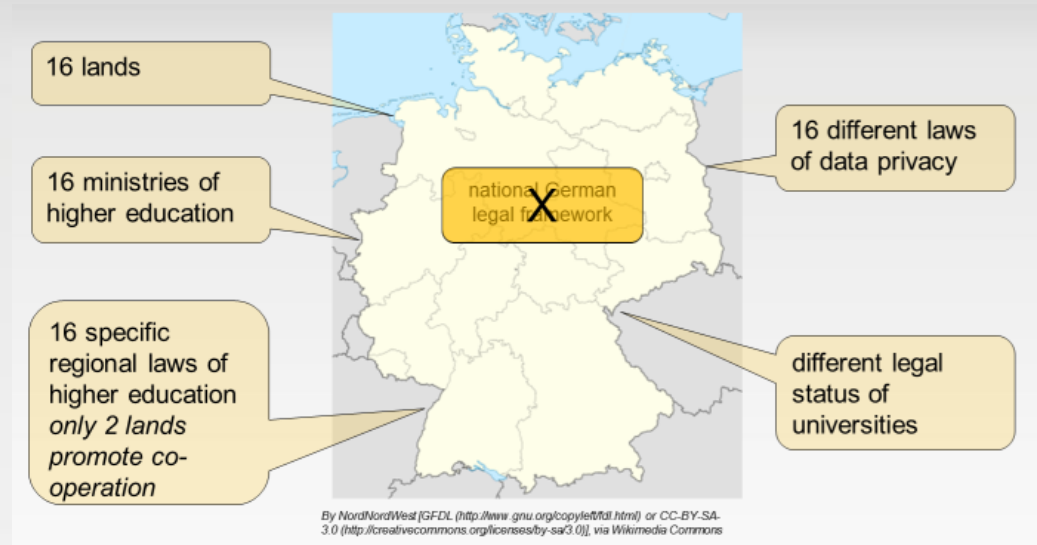 16 lands
16 ministries of
higher education
16 specific
regional laws of
higher education
only 2 lands
promote co-
operation
national German
legal framework
X
16 different laws
of data privacy
different legal
status of
universities
By NordNordWest [GFDL (http://www.gnu.org/copyleft/fdl.html) or CC-BY-SA-
3.0 (http://creativecommons.org/licenses/by-sa/3.0)], via Wikimedia Commons